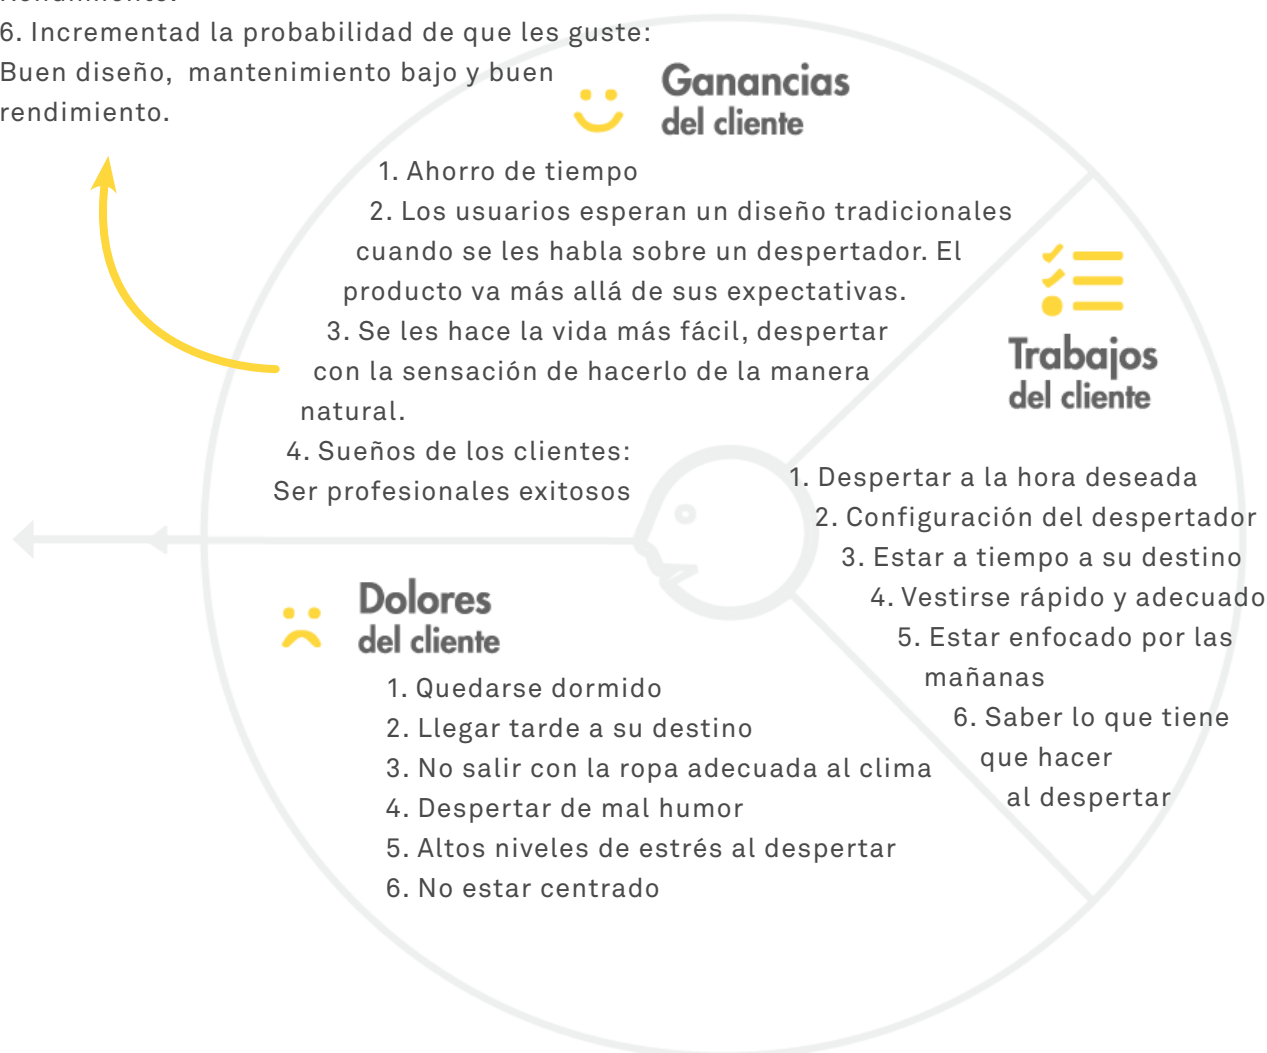 Rendimiento.
6. Incrementad la probabilidad de que les guste:
Buen diseño,  mantenimiento bajo y buen
rendimiento.
Ganancias
del cliente
1. Ahorro de tiempo
2. Los usuarios esperan un diseño tradicionales
cuando se les habla sobre un despertador. El
producto va más allá de sus expectativas.
3. Se les hace la vida más fácil, despertar
con la sensación de hacerlo de la manera
natural.
4. Sueños de los clientes:
Ser profesionales exitosos
Trabajos
del cliente
1. Despertar a la hora deseada
2. Configuración del despertador
3. Estar a tiempo a su destino
4. Vestirse rápido y adecuado
5. Estar enfocado por las
mañanas
6. Saber lo que tiene
que hacer
al despertar
Dolores
del cliente
1. Quedarse dormido
2. Llegar tarde a su destino
3. No salir con la ropa adecuada al clima
4. Despertar de mal humor
5. Altos niveles de estrés al despertar
6. No estar centrado